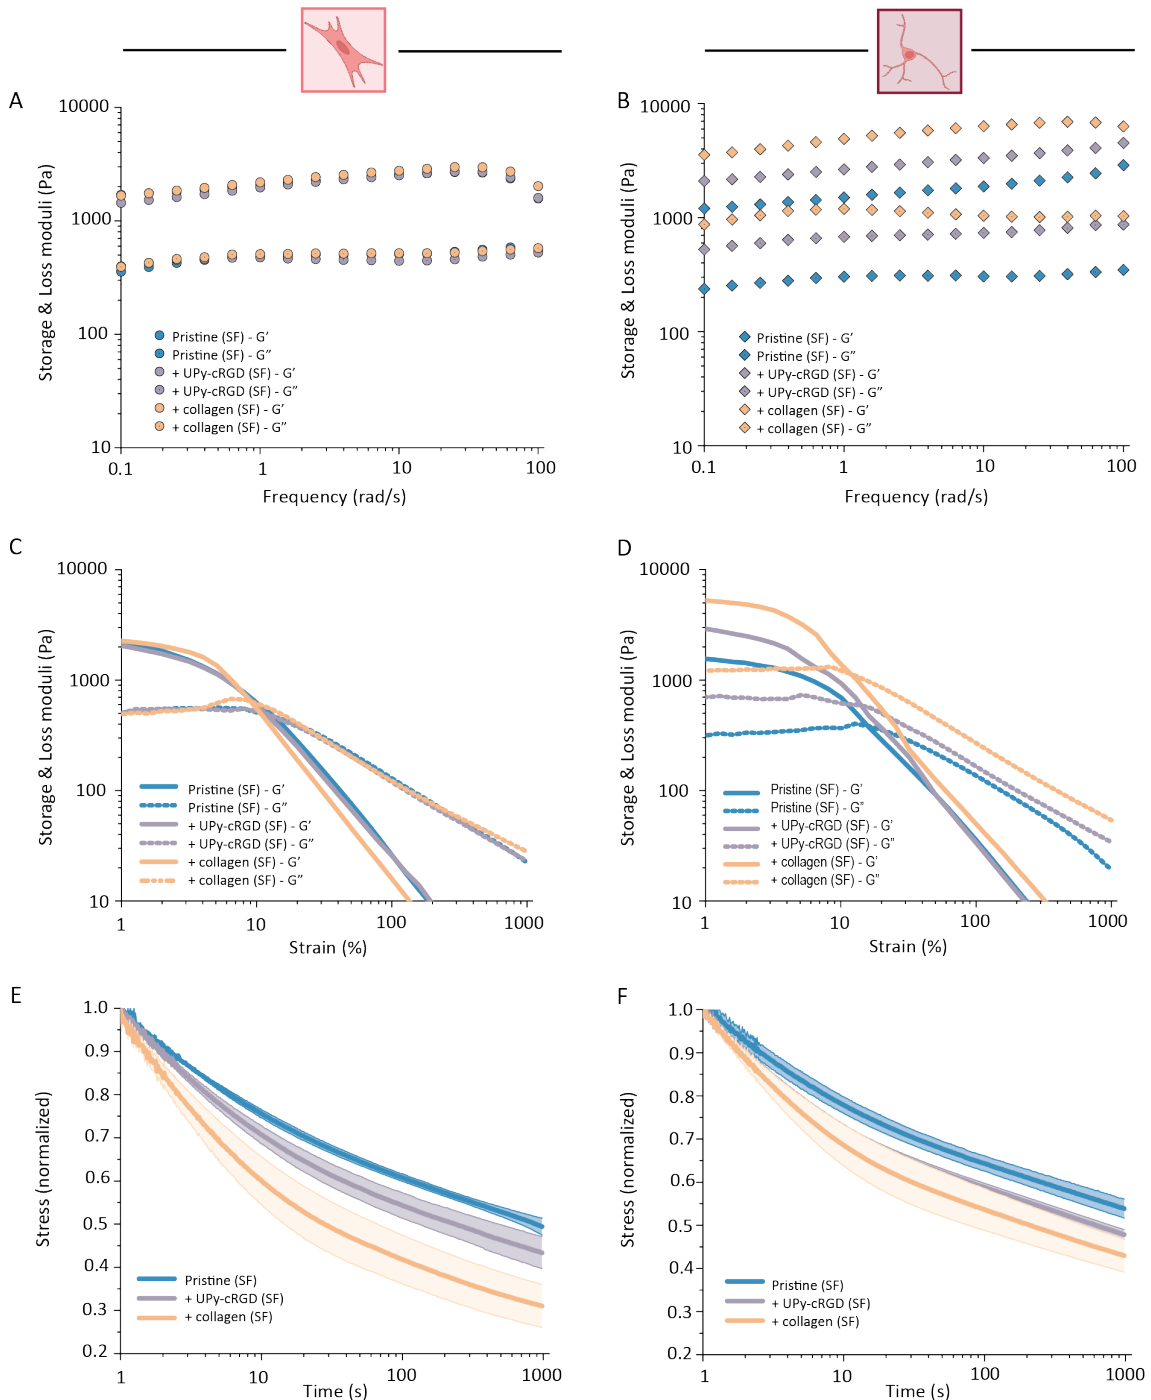 A
10000
1000
100
10
Storage & Loss moduli (Pa)
Pristine (SF) - G’
Pristine (SF) - G”
+ UPy-cRGD (SF) - G’
+ UPy-cRGD (SF) - G”
+ collagen (SF) - G’
+ collagen (SF) - G”
0.1 1 10 100
Frequency (rad/s)
B
10000
1000
100
10
Storage & Loss moduli (Pa)
Pristine (SF) - G’
Pristine (SF) - G”
+ UPy-cRGD (SF) - G’
+ UPy-cRGD (SF) - G”
+ collagen (SF) - G’
+ collagen (SF) - G”
0.1 1 10 100
Frequency (rad/s)
C
10000
1000
100
10
Storage & Loss moduli (Pa)
Pristine (SF) - G’
Pristine (SF) - G”
+ UPy-cRGD (SF) - G’
+ UPy-cRGD (SF) - G”
+ collagen (SF) - G’
+ collagen (SF) - G”
1 10 100 1000
Strain (%)
D
10000
1000
100
10
Storage & Loss moduli (Pa)
Pristine (SF) - G’
Pristine (SF) - G”
+ UPy-cRGD (SF) - G’
+ UPy-cRGD (SF) - G”
+ collagen (SF) - G’
+ collagen (SF) - G”
1 10 100 1000
Strain (%)
E
1.0
0.9
0.8
0.7
0.6
0.5
0.4
0.3
0.2
Stress (normalized)
Pristine (SF)
+ UPy-cRGD (SF)
+ collagen (SF)
1 10 100 1000
Time (s)
F
1.0
0.9
0.8
0.7
0.6
0.5
0.4
0.3
0.2
Stress (normalized)
Pristine (SF)
+ UPy-cRGD (SF)
+ collagen (SF)
1 10 100 1000
Time (s)